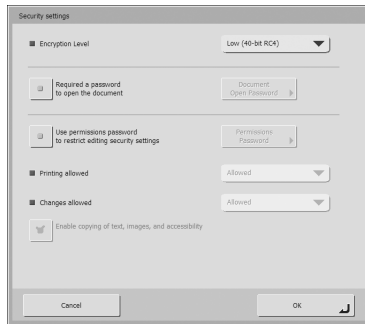 Security settings
Encryption Level
Low (40-bit RC4)
Required a password
to open the document
Document
Open Password
Use permissions password
to restrict editing security settings
Permissions
Password
Printing allowed
Allowed
Changes allowed
Allowed
Enable copying of text, images, and accessibility
Cancel
OK